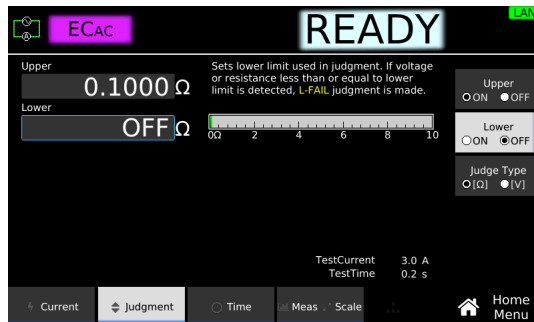 LAN
ECAC
READY
Upper
0.1000 Ω
Lower
OFF Ω
Sets lower limit used in judgment. If voltage
or resistance less than or equal to lower
limit is detected, L-FAIL judgment is made.
0Ω 2 4 6 8 10
TestCurrent 3.0 A
TestTime 0.2 s
Upper
ON OFF
Lower
ON OFF
Judge Type
[Ω] [V]
Current
Judgment
Time
Meas
Scale
Home
Menu